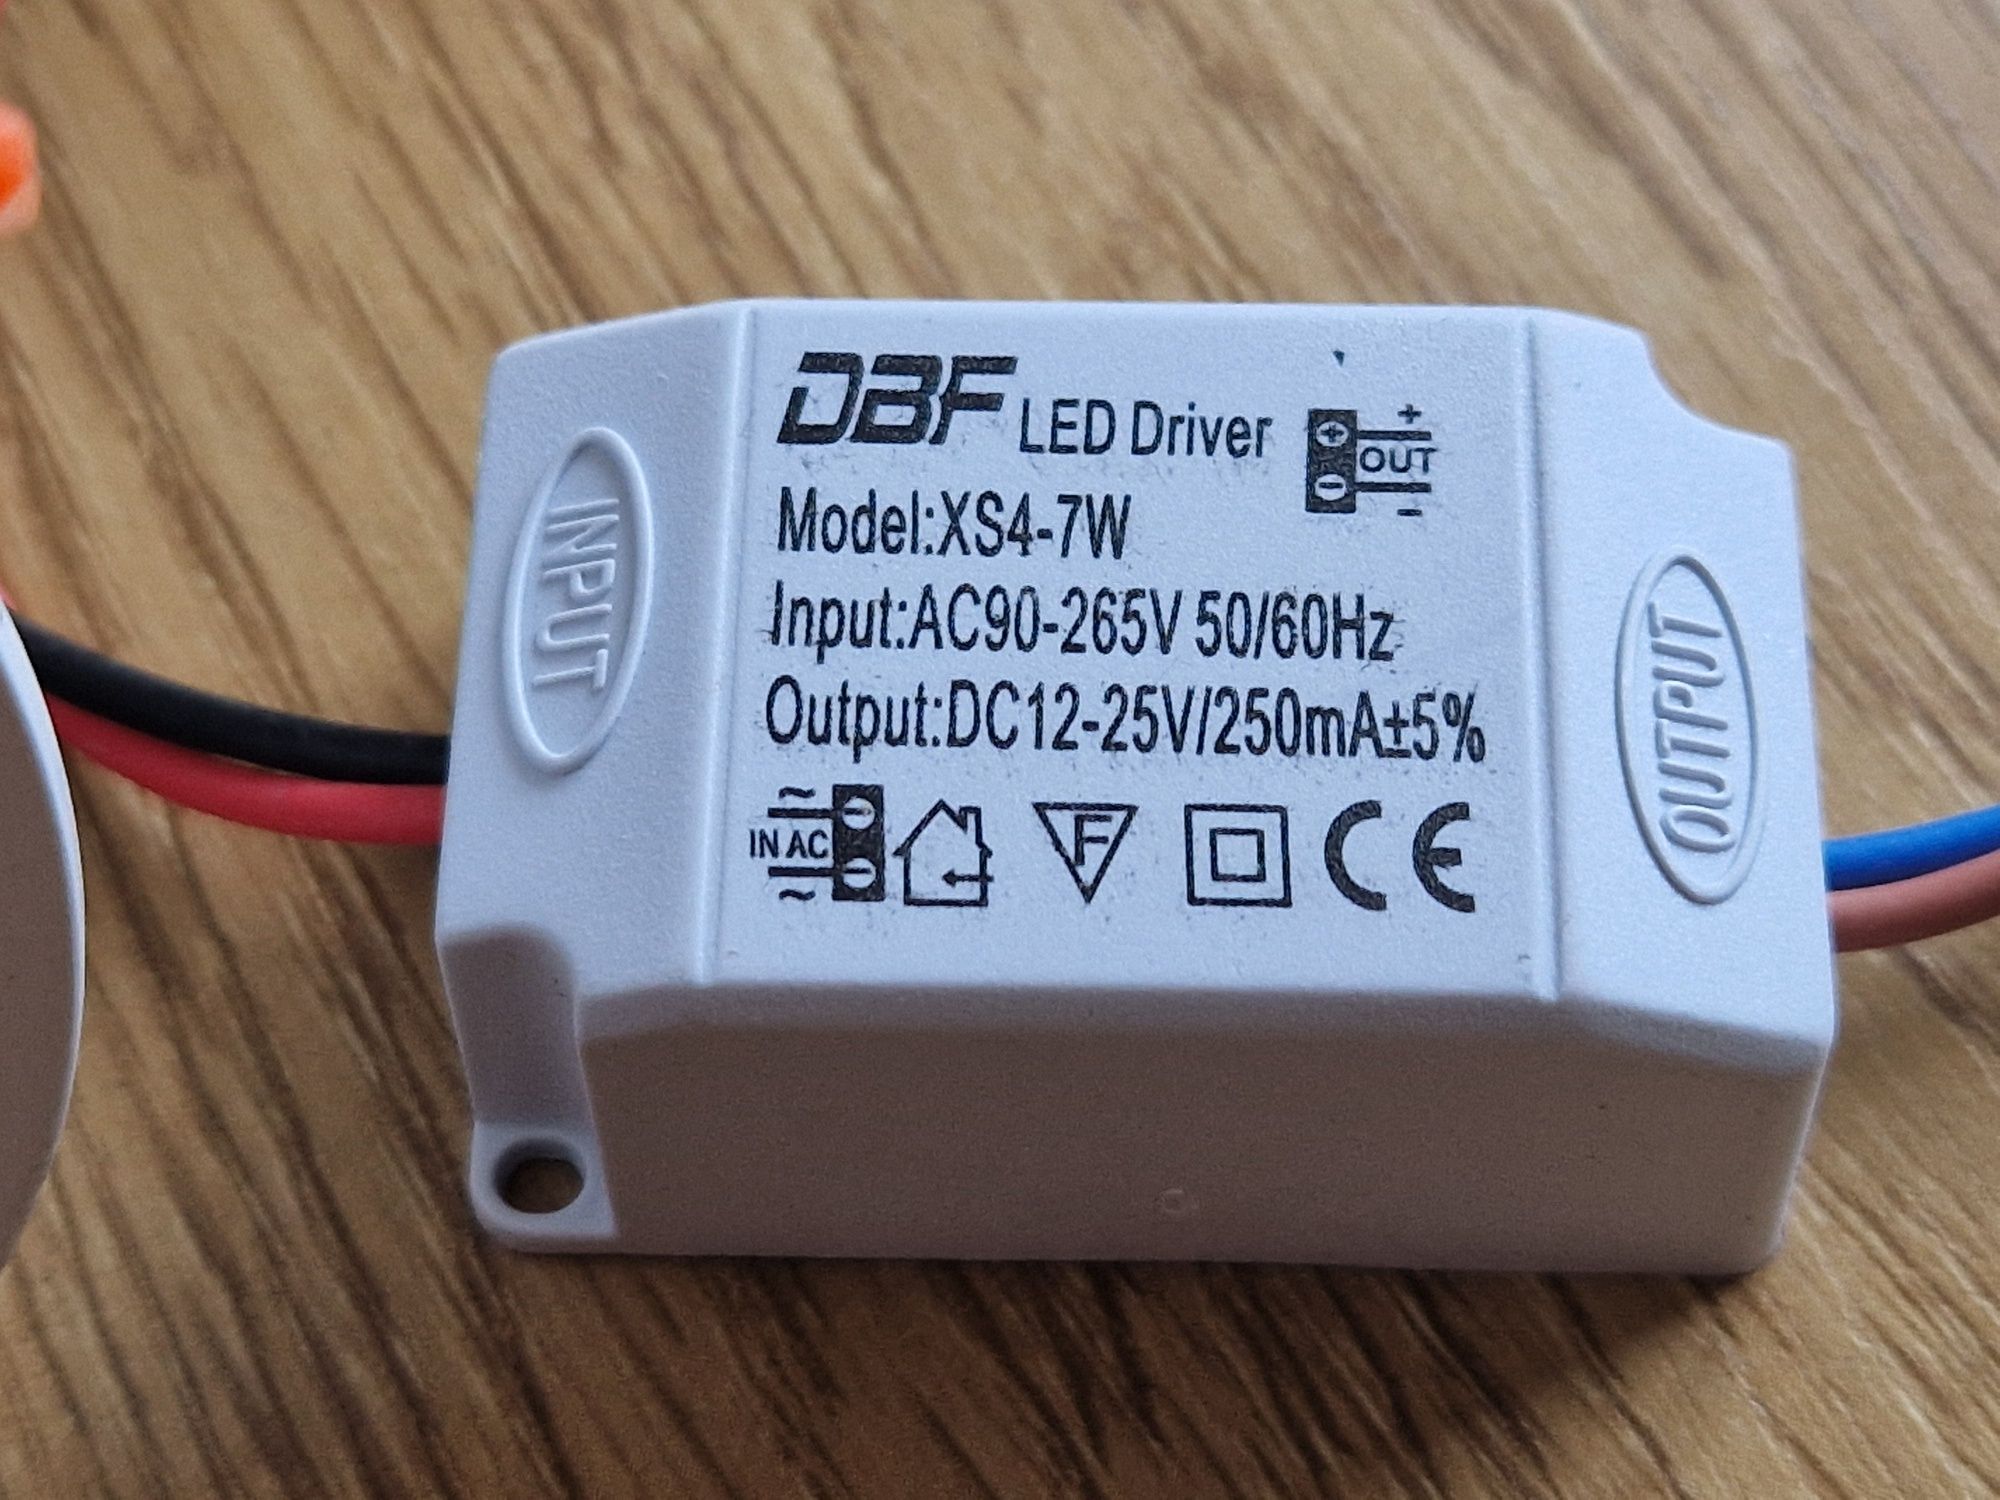 DBF LED Driver
+
OUT
-
Model:XS4-7W
Input:AC90-265V 50/60Hz
Output:DC12-25V/250mA±5%
~
IN AC
~
F
CE
INPUT
OUTPUT